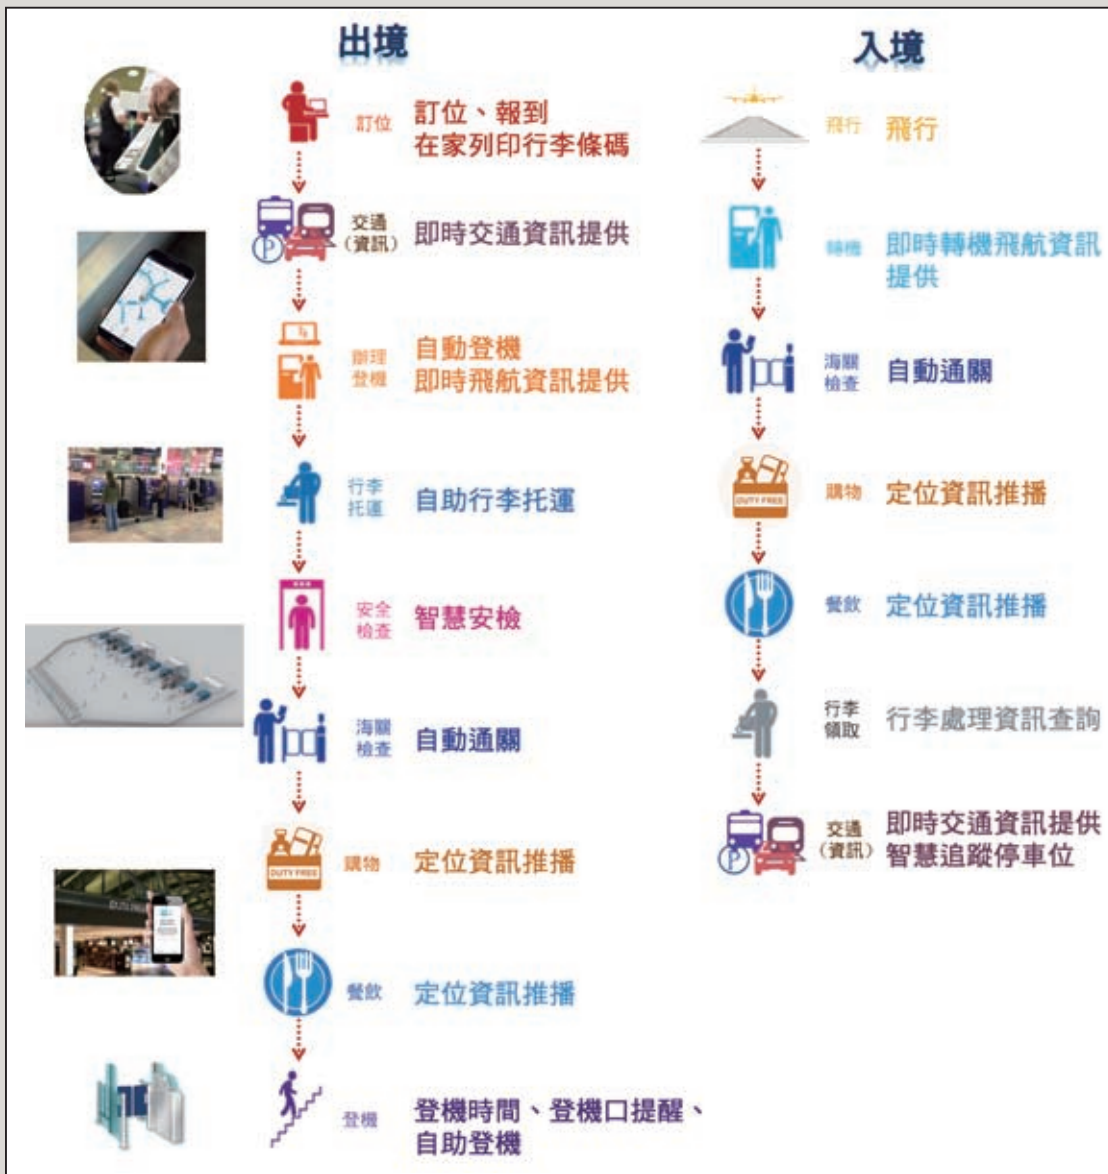 出境
訂位
訂位、報到
在家列印行李條碼
交通
(資訊)
即時交通資訊提供
P
辦理
登機
自動登機
即時飛航資訊提供
行李
托運
自助行李托運
安全
檢查
智慧安檢
海關
檢查
自動通關
DUTY FREE
購物
定位資訊推播
餐飲
定位資訊推播
登機
登機時間、登機口提醒、
自助登機
入境
飛行
飛行
轉機
即時轉機飛航資訊
提供
海關
檢查
自動通關
DUTY FREE
購物
定位資訊推播
餐飲
定位資訊推播
行李
領取
行李處理資訊查詢
P
交通
(資訊)
即時交通資訊提供
智慧追蹤停車位